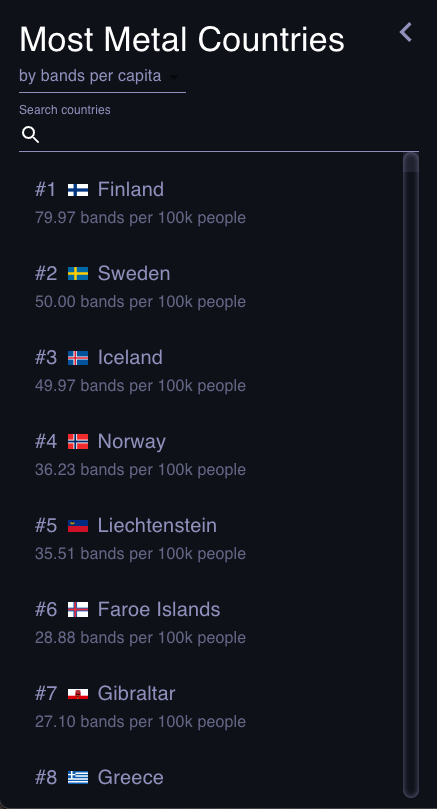 Most Metal Countries
by bands per capita
Search countries
#1 Finland
79.97 bands per 100k people
#2 Sweden
50.00 bands per 100k people
#3 Iceland
49.97 bands per 100k people
#4 Norway
36.23 bands per 100k people
#5 Liechtenstein
35.51 bands per 100k people
#6 Faroe Islands
28.88 bands per 100k people
#7 Gibraltar
27.10 bands per 100k people
#8 Greece